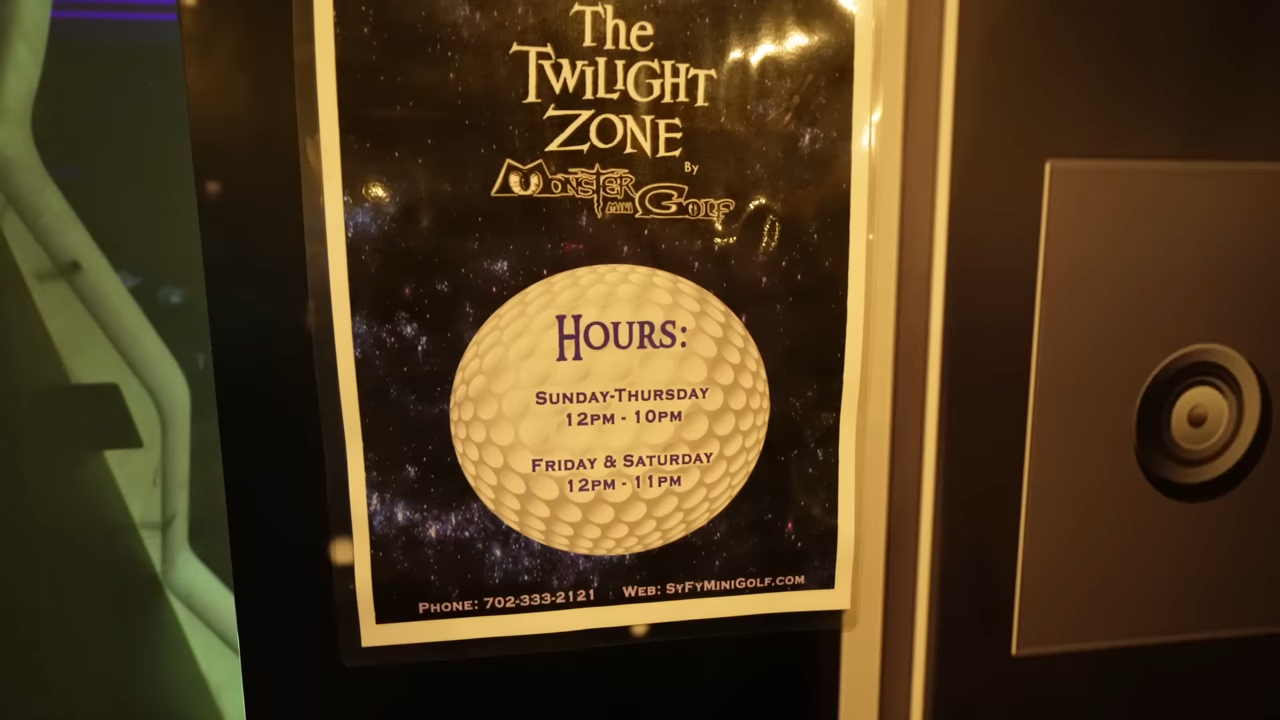 The
TWILIGHT
ZONE
By
MONSTER
MINI GOLF
HOURS:
SUNDAY-THURSDAY
12PM - 10PM
FRIDAY & SATURDAY
12PM - 11PM
PHONE: 702-333-2121 WEB: SYFYMINIGOLF.COM